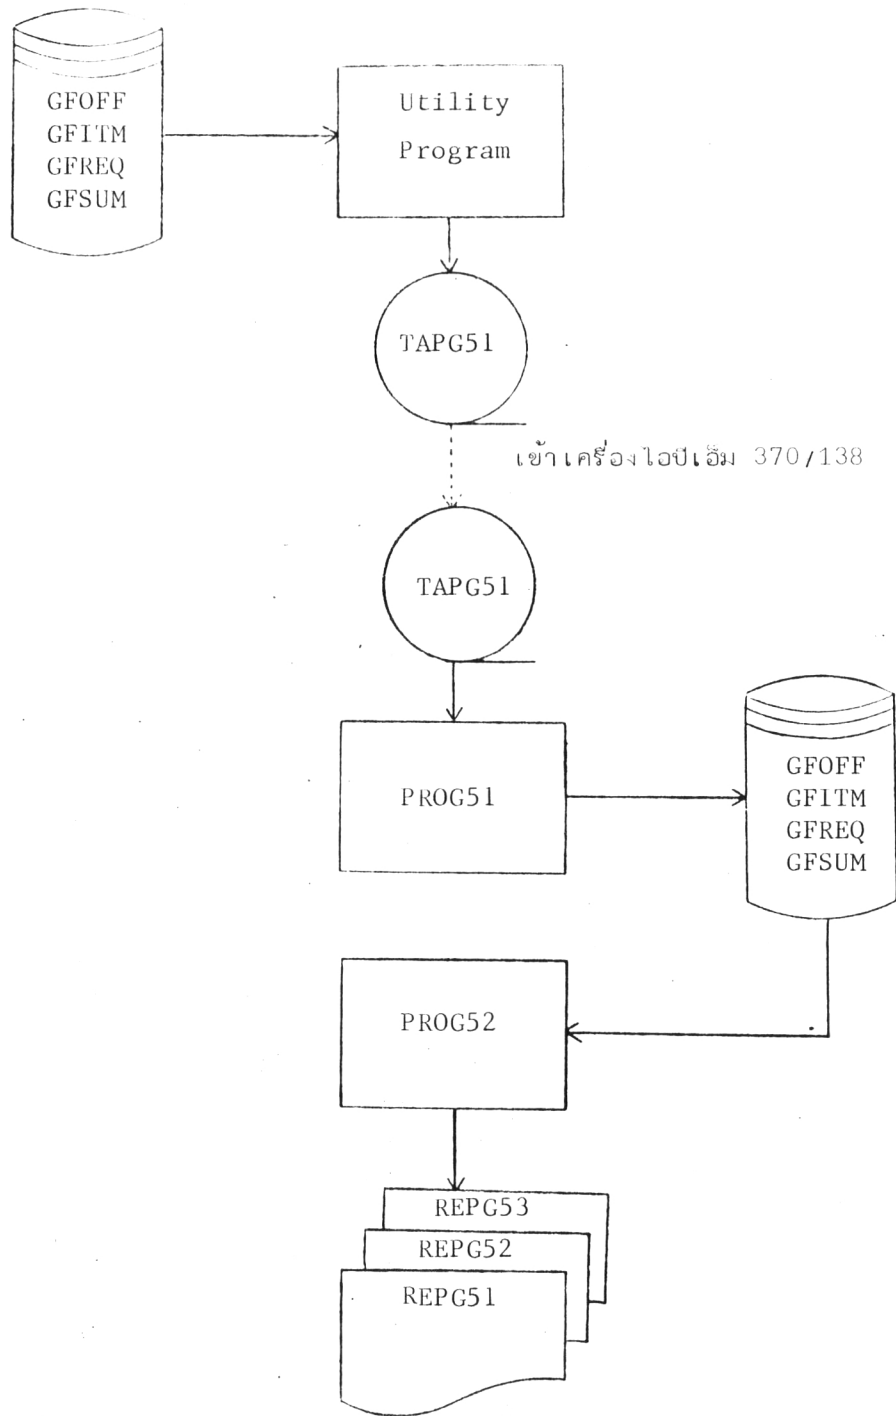 GFOFF
GFITM
GFREQ
GFSUM
Utility
Program
TAPG51
เข้าเครื่องไอบีเอ็ม 370/138
TAPG51
PROG51
GFOFF
GFITM
GFREQ
GFSUM
PROG52
REPG53
REPG52
REPG51